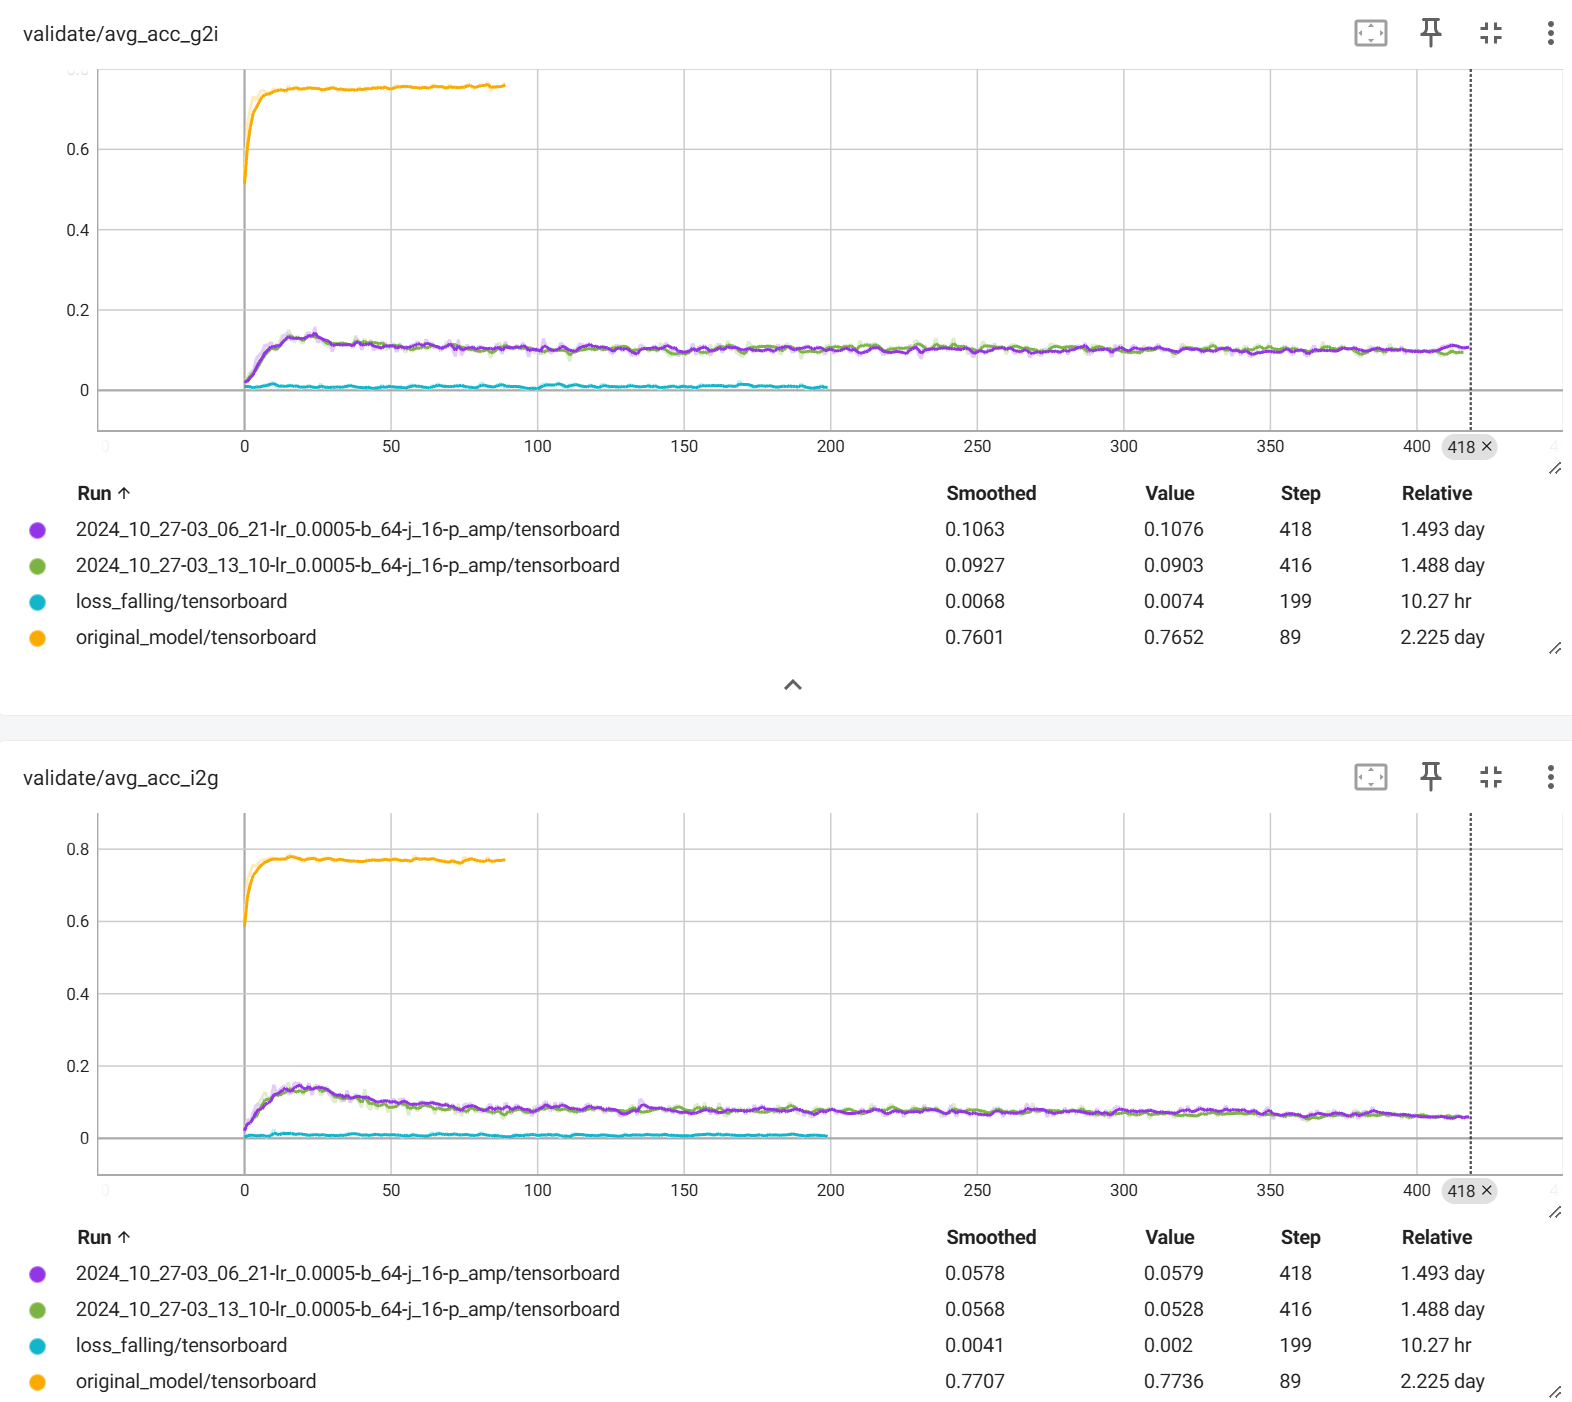 validate/avg_acc_g2i
0.6
0.4
0.2
0
0 50 100 150 200 250 300 350 400 418 ×
Run ↑ Smoothed Value Step Relative
2024_10_27-03_06_21-lr_0.0005-b_64-j_16-p_amp/tensorboard 0.1063 0.1076 418 1.493 day
2024_10_27-03_13_10-lr_0.0005-b_64-j_16-p_amp/tensorboard 0.0927 0.0903 416 1.488 day
loss_falling/tensorboard 0.0068 0.0074 199 10.27 hr
original_model/tensorboard 0.7601 0.7652 89 2.225 day
validate/avg_acc_i2g
0.8
0.6
0.4
0.2
0
0 50 100 150 200 250 300 350 400 418 ×
Run ↑ Smoothed Value Step Relative
2024_10_27-03_06_21-lr_0.0005-b_64-j_16-p_amp/tensorboard 0.0578 0.0579 418 1.493 day
2024_10_27-03_13_10-lr_0.0005-b_64-j_16-p_amp/tensorboard 0.0568 0.0528 416 1.488 day
loss_falling/tensorboard 0.0041 0.002 199 10.27 hr
original_model/tensorboard 0.7707 0.7736 89 2.225 day